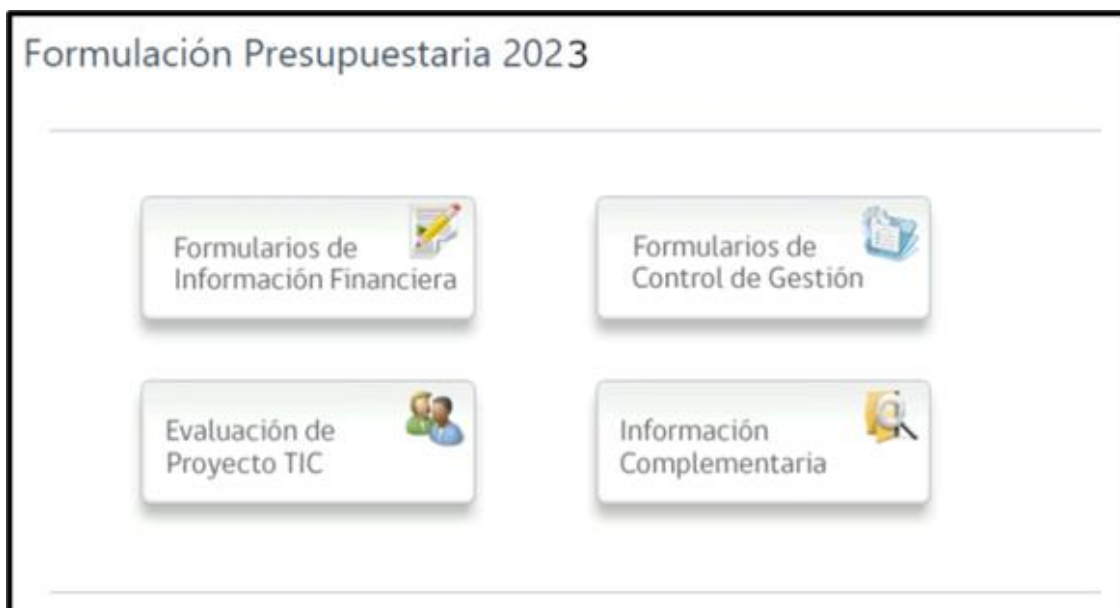 Formulación Presupuestaria 2023
Formularios de
Información Financiera
Formularios de
Control de Gestión
Evaluación de
Proyecto TIC
Información
Complementaria